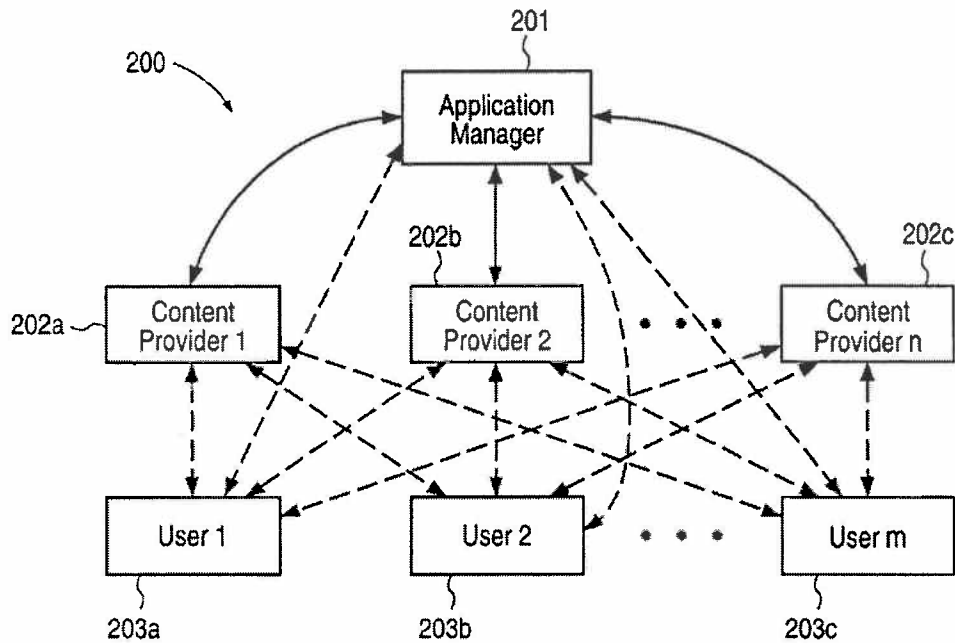 201
200
Application
Manager
202b
202c
202a
Content
Provider 1
Content
Provider 2
Content
Provider n
User 1
User 2
User m
203a
203b
203c